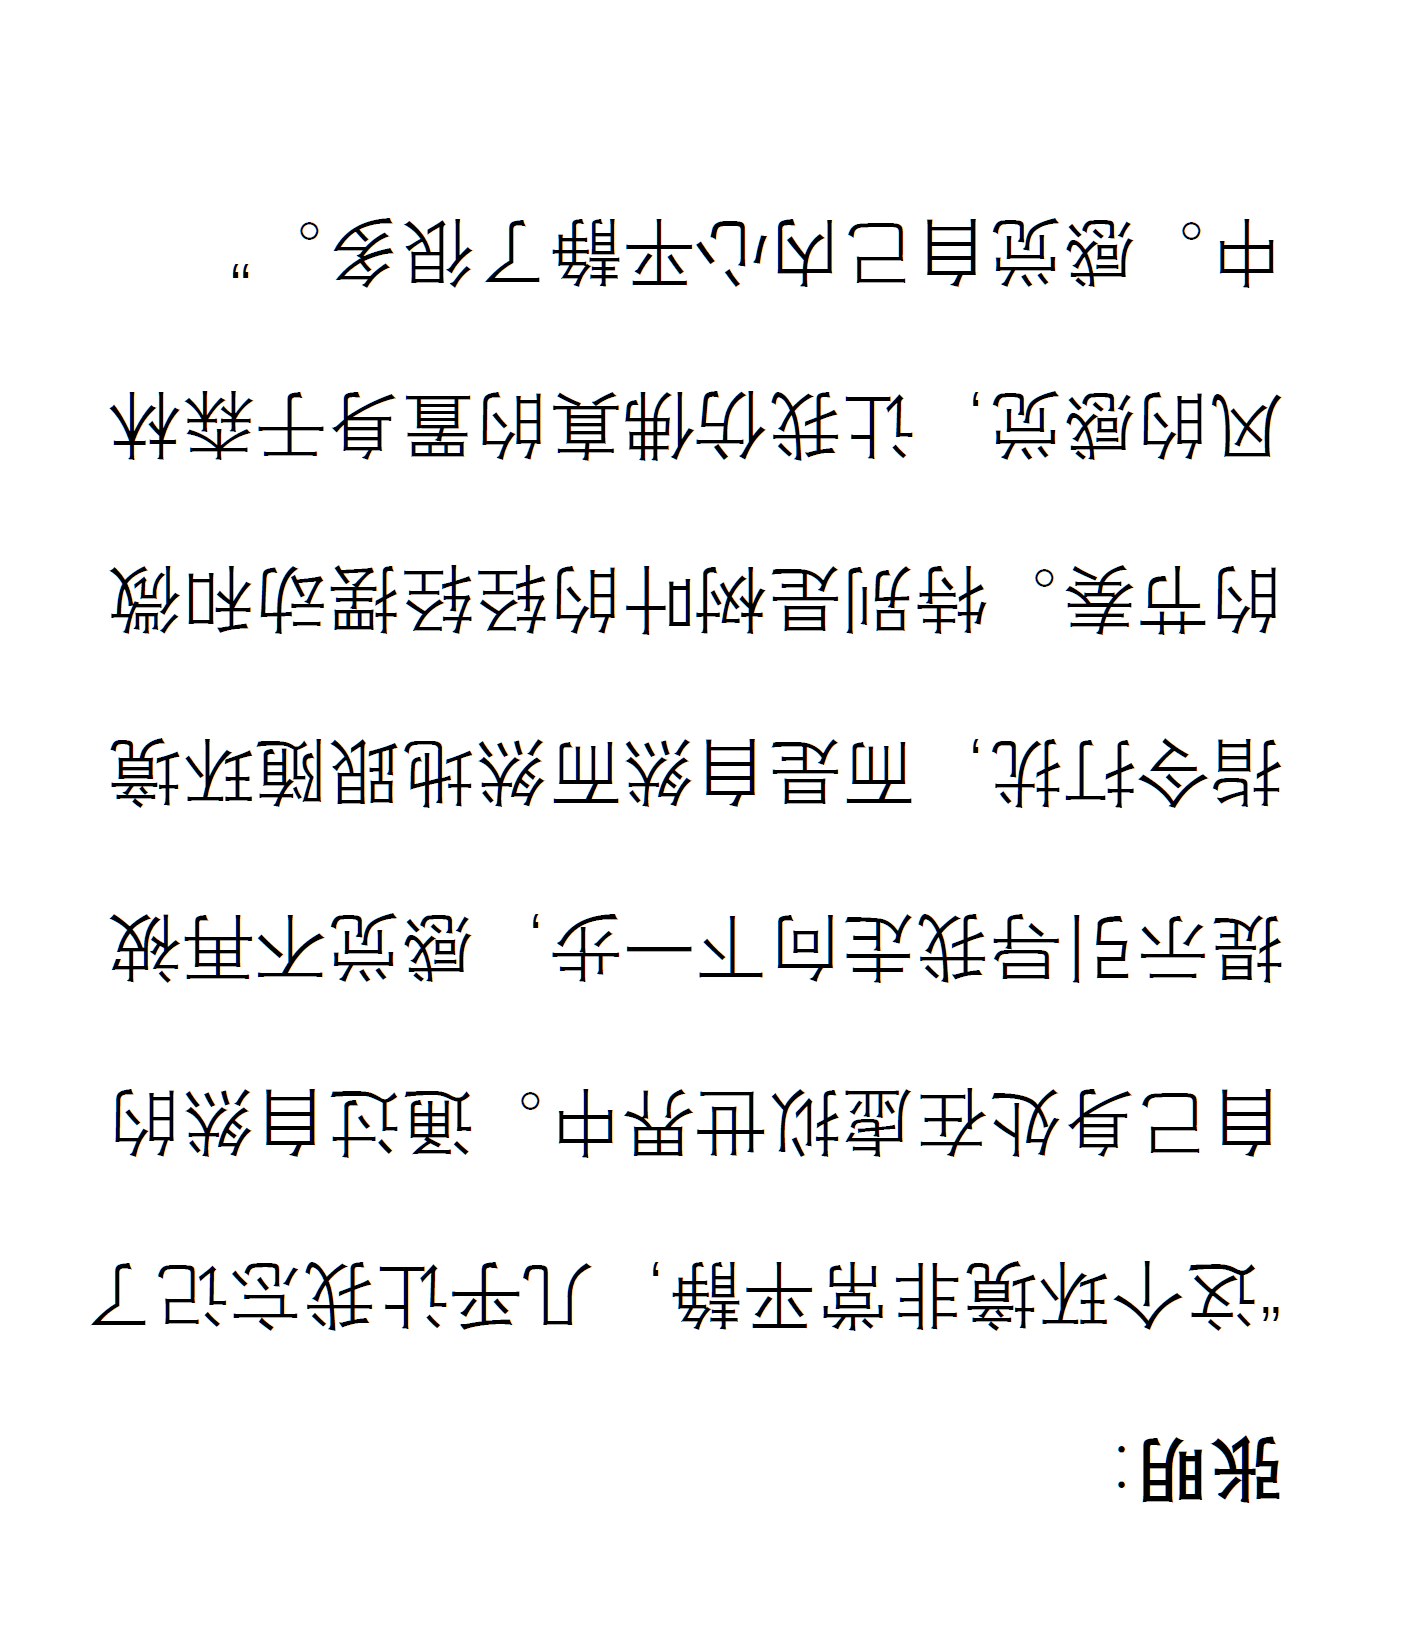 张明：
“这个环境非常平静，几乎让我忘记了
自己身处在虚拟世界中。通过自然的
提示引导我走向下一步，感觉不再被
指令打扰，而是自然而然地跟随环境
的节奏。特别是树叶的轻轻摆动和微
风的感觉，让我仿佛真的置身于森林
中。感觉自己内心平静了很多。”